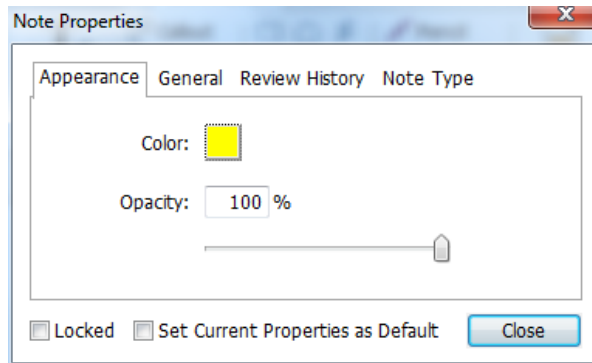 Note Properties
Appearance General Review History Note Type
Color:
Opacity: 100 %
Locked Set Current Properties as Default Close